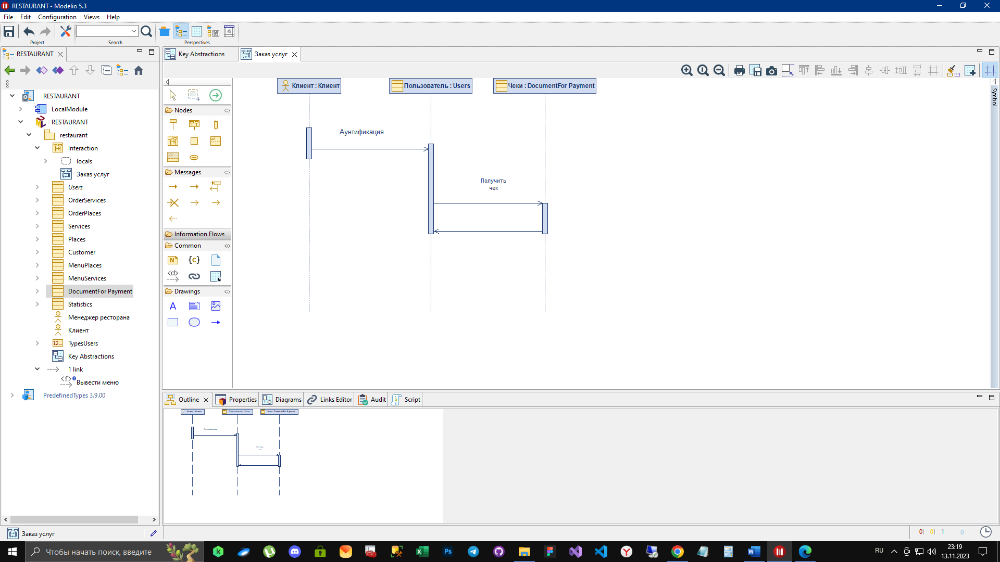 RESTAURANT - Modelio 5.3
File Edit Configuration Views Help
Project Search Perspectives
RESTAURANT
Key Abstractions
Заказ услуг
RESTAURANT
LocalModule
RESTAURANT
restaurant
Interaction
locals
Заказ услуг
Users
OrderServices
OrderPlaces
Services
Places
Customer
MenuPlaces
MenuServices
DocumentFor Payment
Statistics
Менеджер ресторана
Клиент
12... TypesUsers
Key Abstractions
1 link
<f> Вывести меню
PredefinedTypes 3.9.00
Nodes
Messages
Information Flows
Common
N {c}
<d>
Drawings
A
Клиент : Клиент
Пользователь : Users
Чеки : DocumentFor Payment
Аунтификация
Получить
чек
Symbol
Outline Properties Diagrams Links Editor Audit Script
Заказ услуг
0 0 1 0
Чтобы начать поиск, введите
RU
23:19
13.11.2023